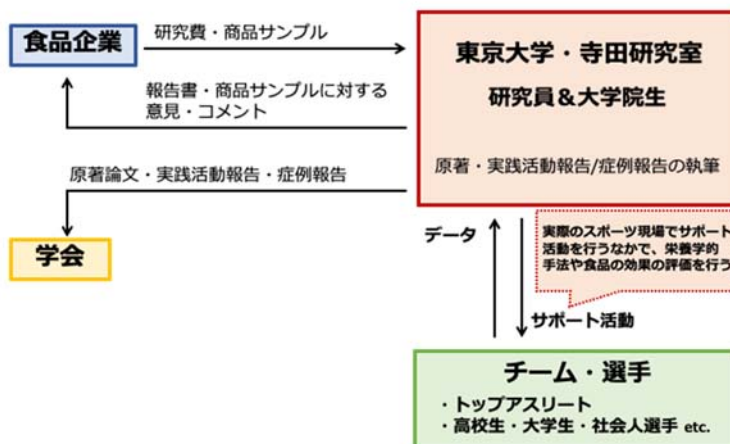 食品企業
研究費・商品サンプル
報告書・商品サンプルに対する
意見・コメント
東京大学・寺田研究室
研究員＆大学院生
原著・実践活動報告/症例報告の執筆
原著論文・実践活動報告・症例報告
学会
データ
実際のスポーツ現場でサポート
活動を行うなかで、栄養学的
手法や食品の効果の評価を行う
サポート活動
チーム・選手
・トップアスリート
・高校生・大学生・社会人選手 etc.